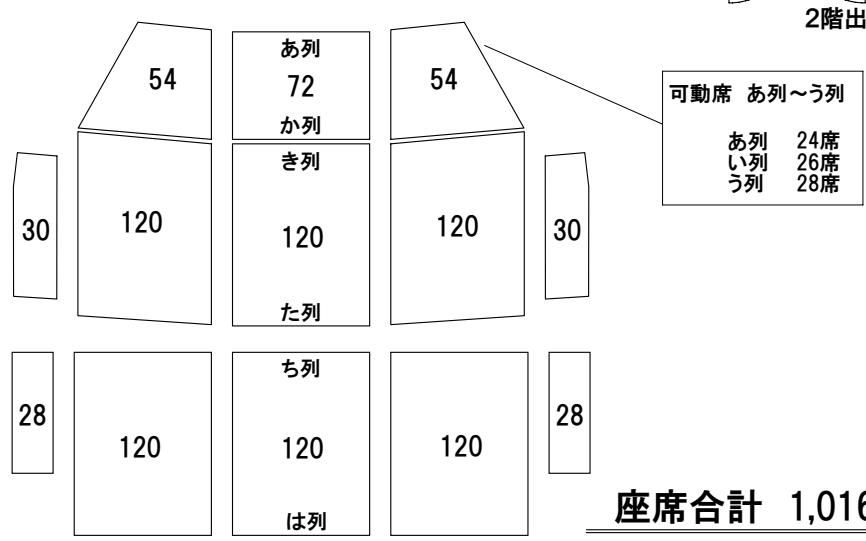 2階出
54
あ列
72
か列
54
可動席 あ列～う列
あ列 24席
い列 26席
う列 28席
30
120
き列
120
た列
120
30
28
120
ち列
120
は列
120
28
座席合計 1,016